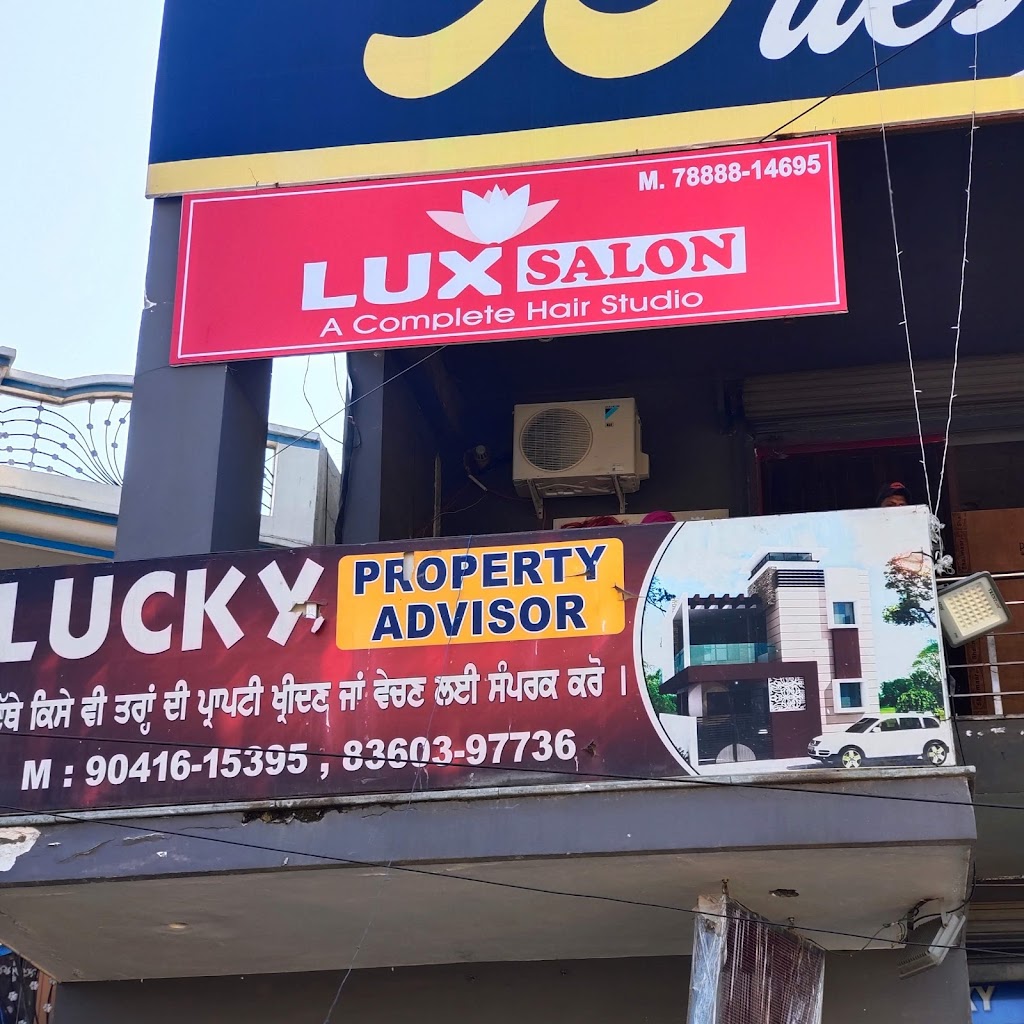 M. 78888-14695
LUX SALON
A Complete Hair Studio
LUCKY PROPERTY
ADVISOR
ਕਿਸੇ ਵੀ ਤਰ੍ਹਾਂ ਦੀ ਪ੍ਰਾਪਟੀ ਖ੍ਰੀਦਣ ਜਾਂ ਵੇਚਣ ਲਈ ਸੰਪਰਕ ਕਰੋ ।
M : 90416-15395 , 83603-97736